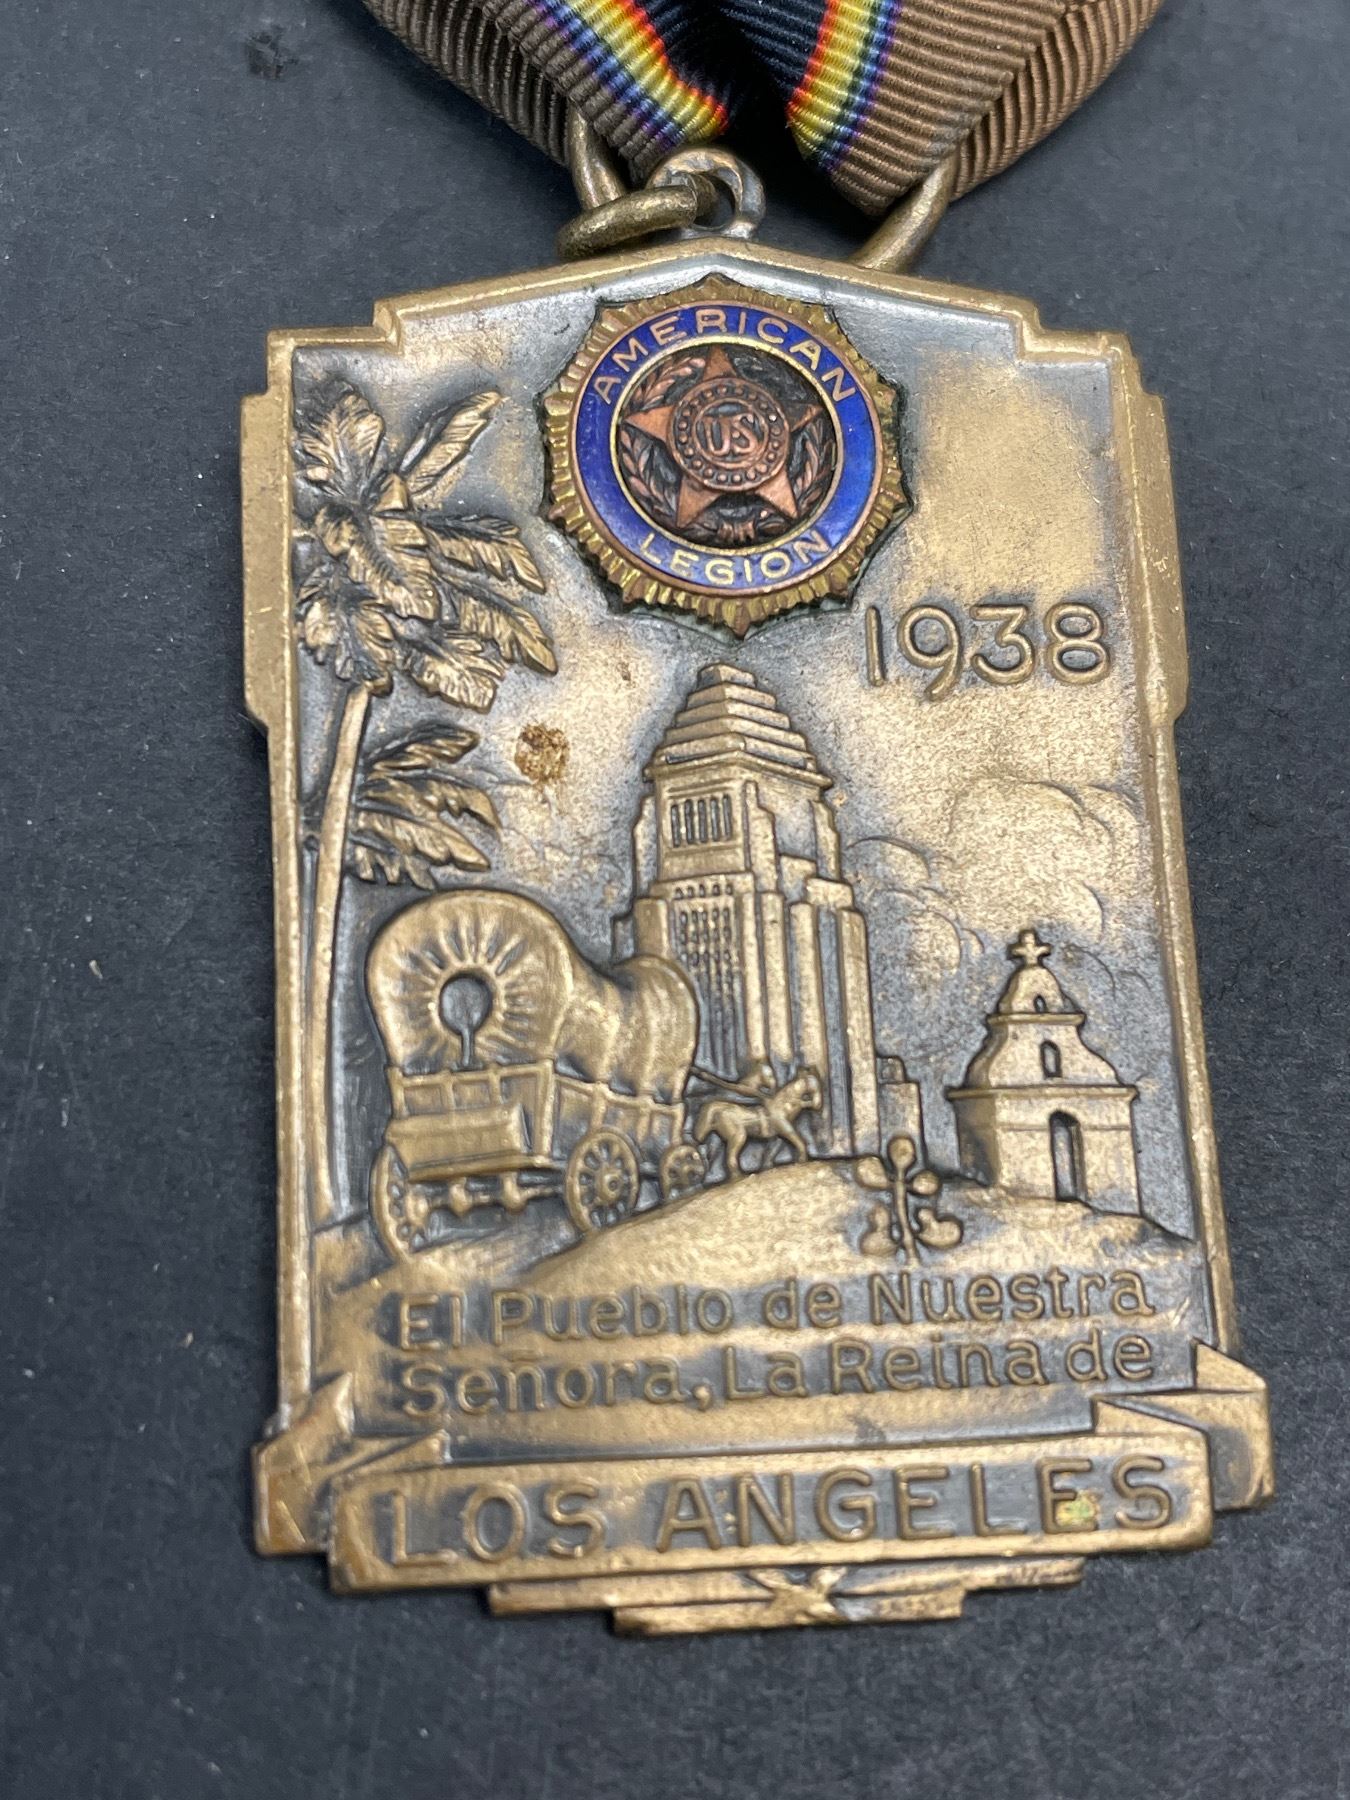 AMERICAN
US
LEGION
1938
El Pueblo de Nuestra
Señora, La Reina de
LOS ANGELES